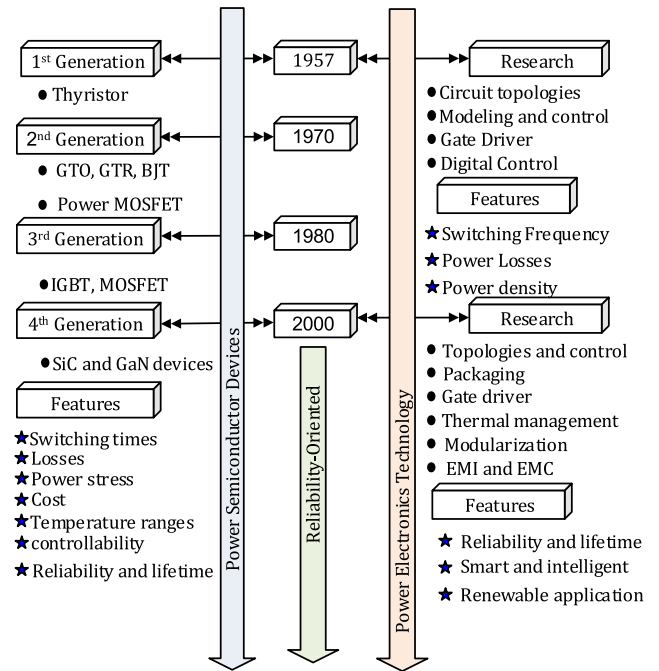 1st Generation
Thyristor
2nd Generation
GTO, GTR, BJT
Power MOSFET
3rd Generation
IGBT, MOSFET
4th Generation
SiC and GaN devices
Features
Switching times
Losses
Power stress
Cost
Temperature ranges
controllability
Reliability and lifetime
Power Semiconductor Devices
1957
1970
1980
2000
Reliability-Oriented
Power Electronics Technology
Research
Circuit topologies
Modeling and control
Gate Driver
Digital Control
Features
Switching Frequency
Power Losses
Power density
Research
Topologies and control
Packaging
Gate driver
Thermal management
Modularization
EMI and EMC
Features
Reliability and lifetime
Smart and intelligent
Renewable application